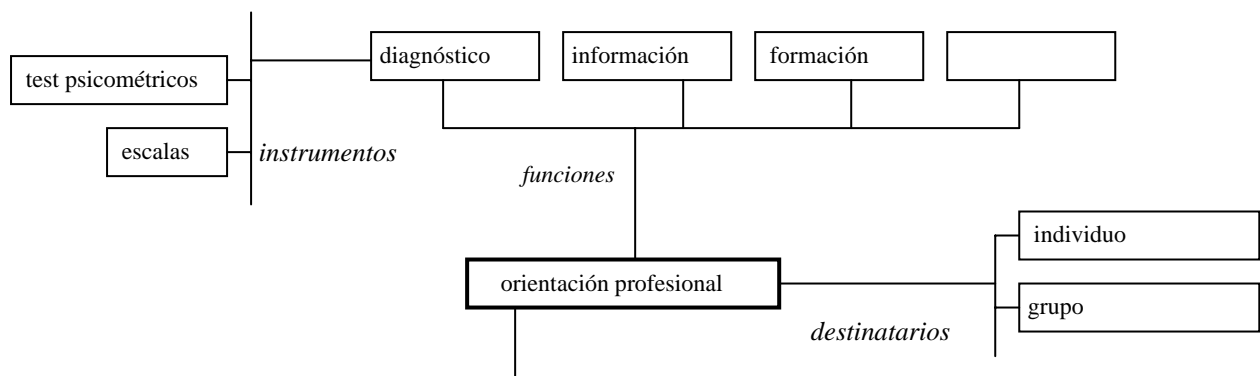 diagnóstico
información
formación
test psicométricos
escalas
instrumentos
funciones
individuo
orientación profesional
grupo
destinatarios